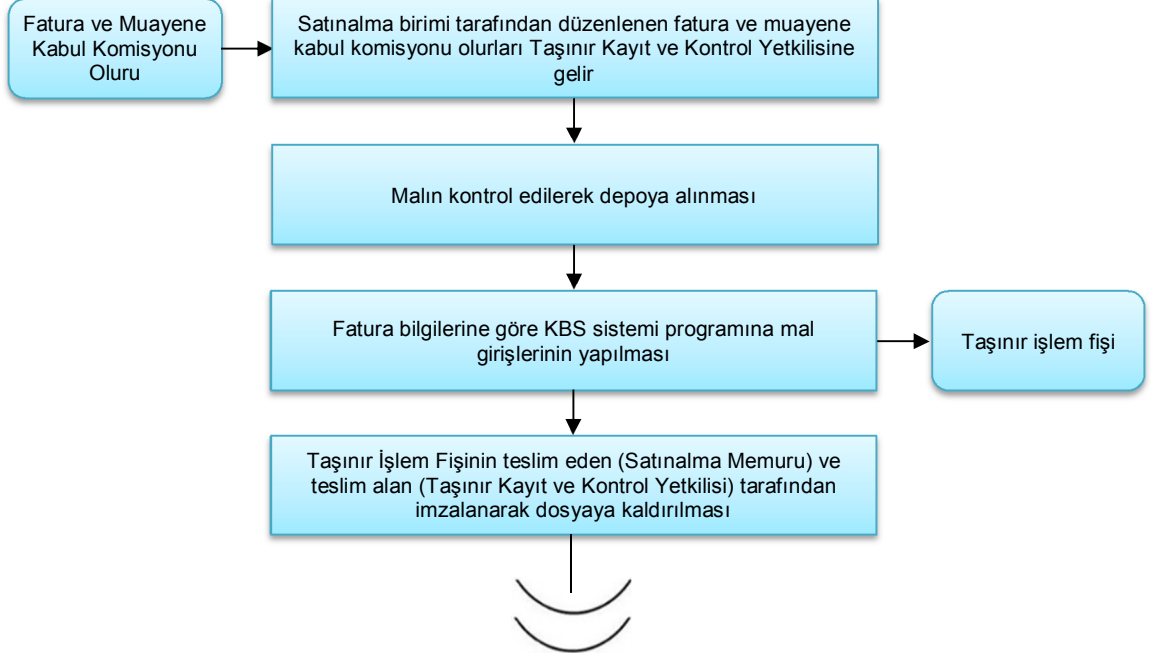 Fatura ve Muayene
Kabul Komisyonu
Oluru
Satınalma birimi tarafından düzenlenen fatura ve muayene
kabul komisyonu olurları Taşınır Kayıt ve Kontrol Yetkilisine
gelir
Malın kontrol edilerek depoya alınması
Fatura bilgilerine göre KBS sistemi programına mal
girişlerinin yapılması
Taşınır işlem fişi
Taşınır İşlem Fişinin teslim eden (Satınalma Memuru) ve
teslim alan (Taşınır Kayıt ve Kontrol Yetkilisi) tarafından
imzalanarak dosyaya kaldırılması